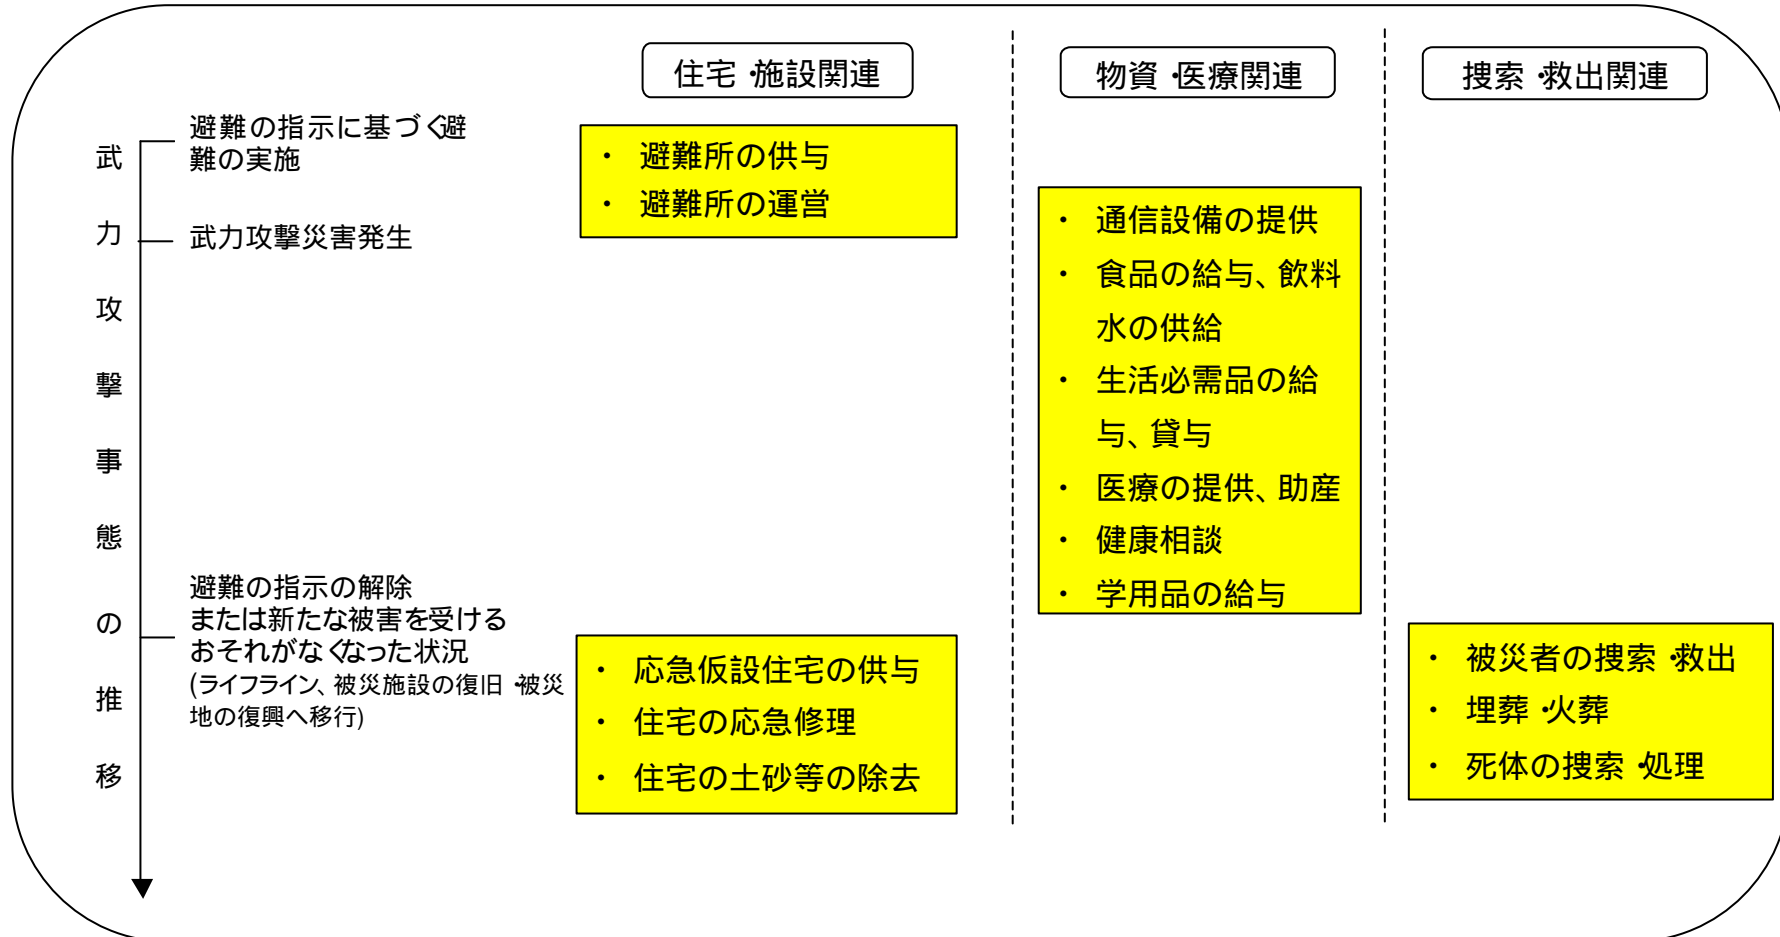 住宅・施設関連
物資・医療関連
捜索・救出関連
武力攻撃事態の推移
避難の指示に基づく避
難の実施
武力攻撃災害発生
避難の指示の解除
または新たな被害を受ける
おそれがなくなった状況
(ライフライン、被災施設の復旧・被災
地の復興へ移行)
・ 避難所の供与
・ 避難所の運営
・ 応急仮設住宅の供与
・ 住宅の応急修理
・ 住宅の土砂等の除去
・ 通信設備の提供
・ 食品の給与、飲料
水の供給
・ 生活必需品の給
与、貸与
・ 医療の提供、助産
・ 健康相談
・ 学用品の給与
・ 被災者の捜索・救出
・ 埋葬・火葬
・ 死体の捜索・処理